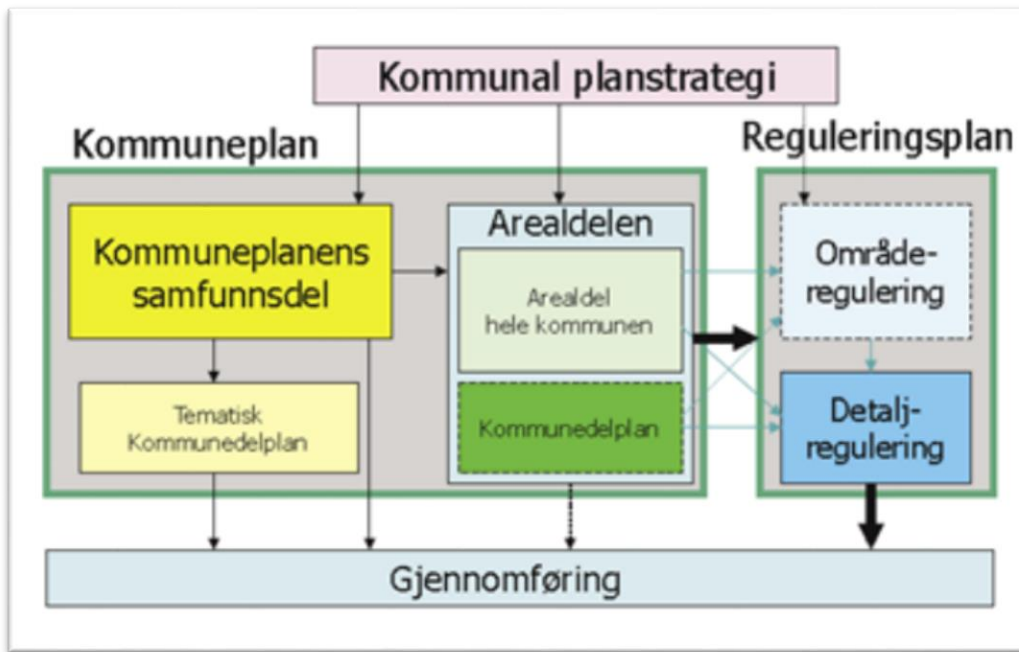 Kommunal planstrategi
Kommuneplan
Reguleringsplan
Kommuneplanens
samfunnsdel
Tematisk
Kommunedelplan
Arealdelen
Arealdel
hele kommunen
Kommunedelplan
Område-
regulering
Detalj-
regulering
Gjennomføring